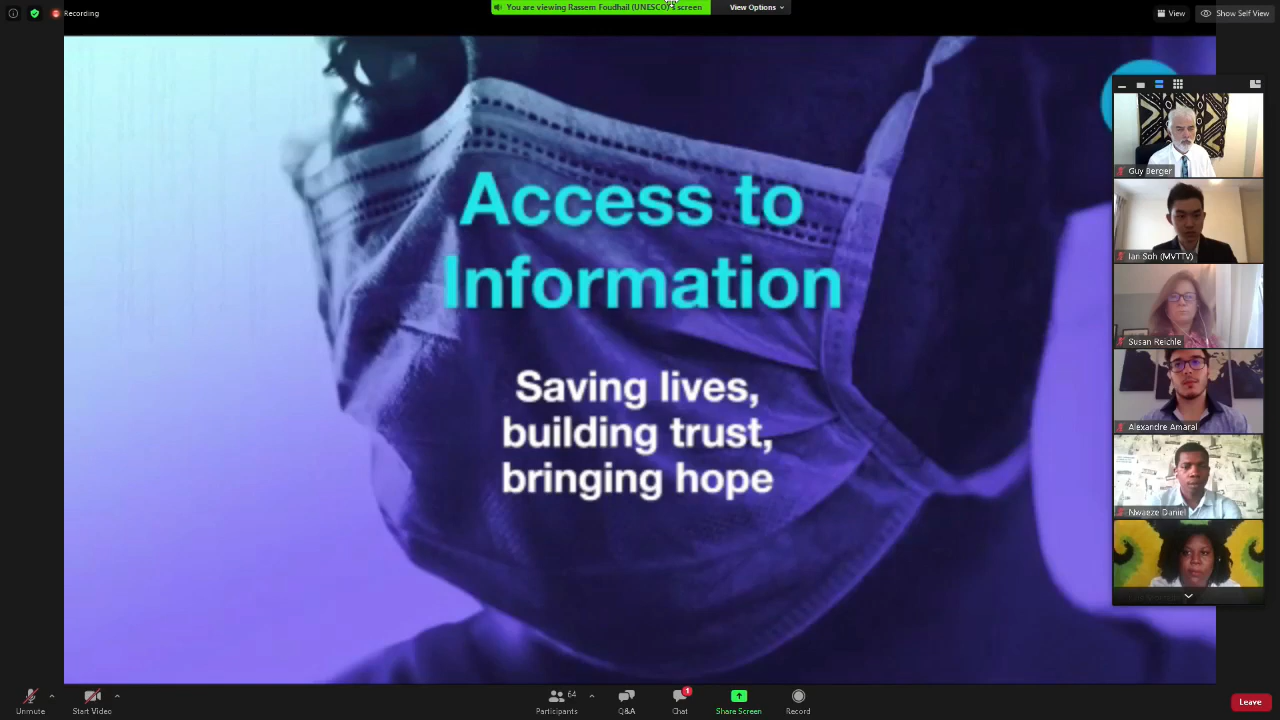 Recording
You are viewing Rassem Foudhail (UNESCO)'s screen
View Options
View
Show Self View
Access to
Information
Saving lives,
building trust,
bringing hope
Guy Berger
Ian Soh (MVTTV)
Susan Reichle
Alexandre Amaral
Nwaeze Daniel
Unmute
Start Video
64
Participants
Q&A
1
Chat
Share Screen
Record
Leave